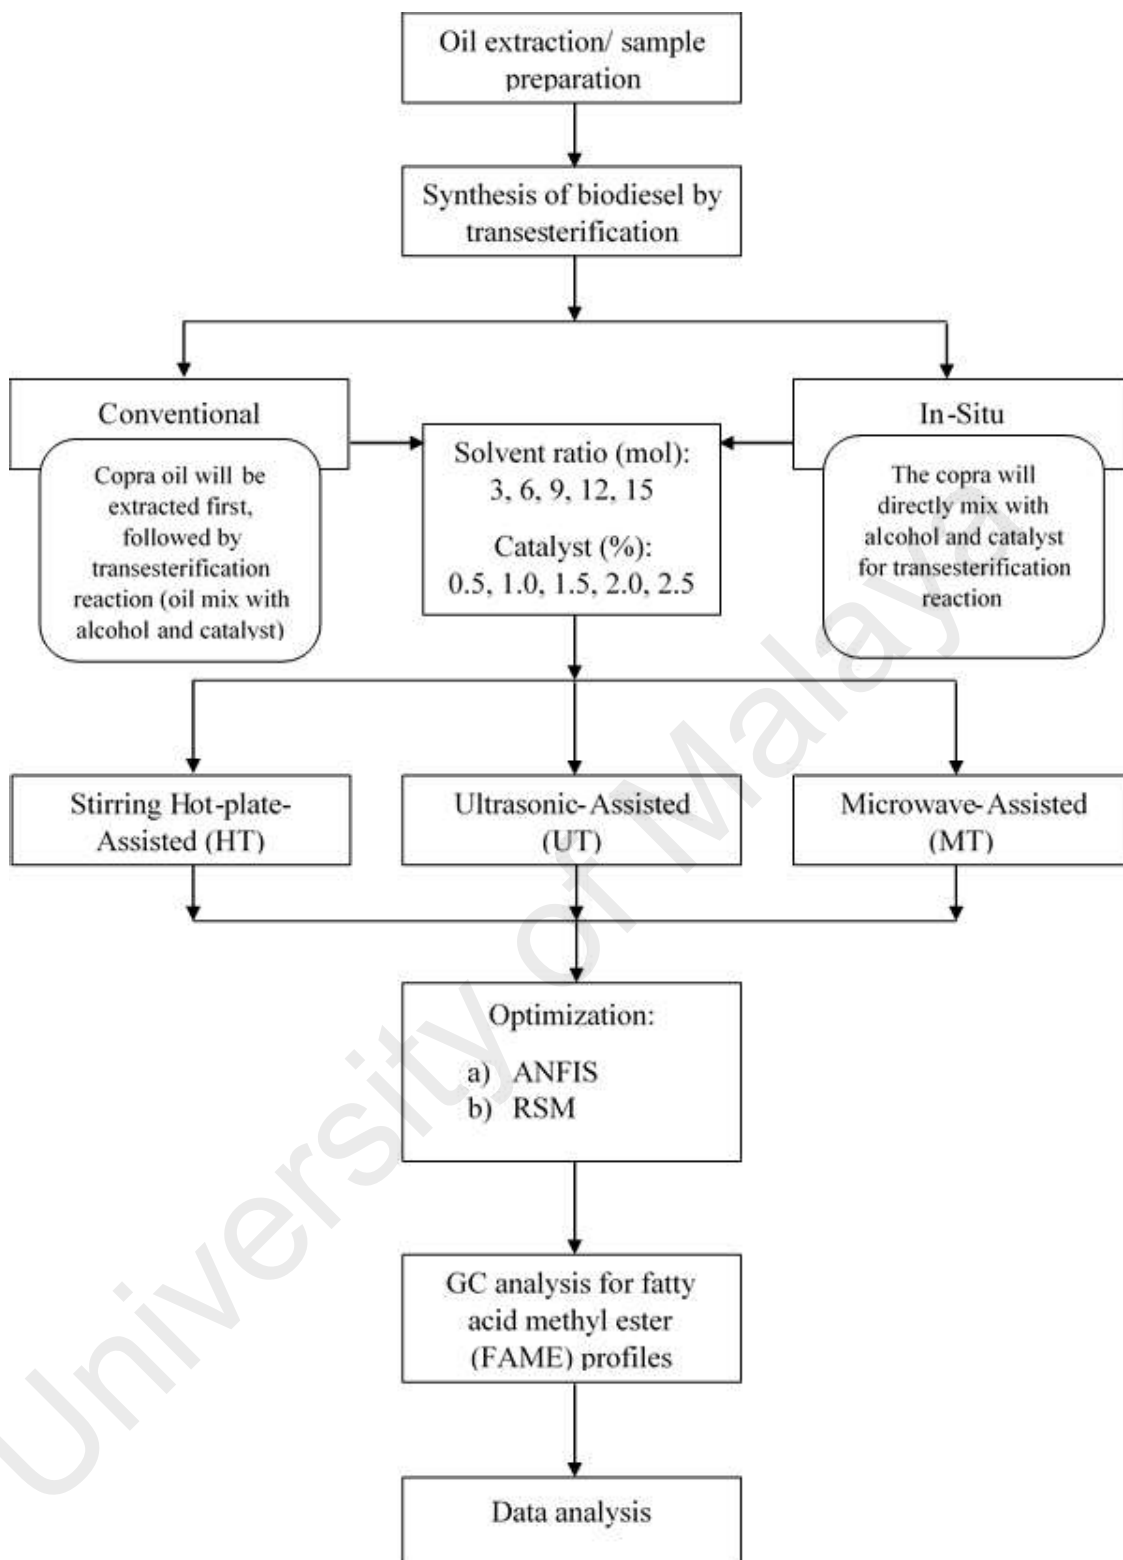 Oil extraction/ sample
preparation
Synthesis of biodiesel by
transesterification
Conventional
Copra oil will be
extracted first,
followed by
transesterification
reaction (oil mix with
alcohol and catalyst)
Solvent ratio (mol):
3, 6, 9, 12, 15
Catalyst (%):
0.5, 1.0, 1.5, 2.0, 2.5
In-Situ
The copra will
directly mix with
alcohol and catalyst
for transesterification
reaction
Stirring Hot-plate-
Assisted (HT)
Ultrasonic-Assisted
(UT)
Microwave-Assisted
(MT)
Optimization:
a) ANFIS
b) RSM
GC analysis for fatty
acid methyl ester
(FAME) profiles
Data analysis
University of Malaya